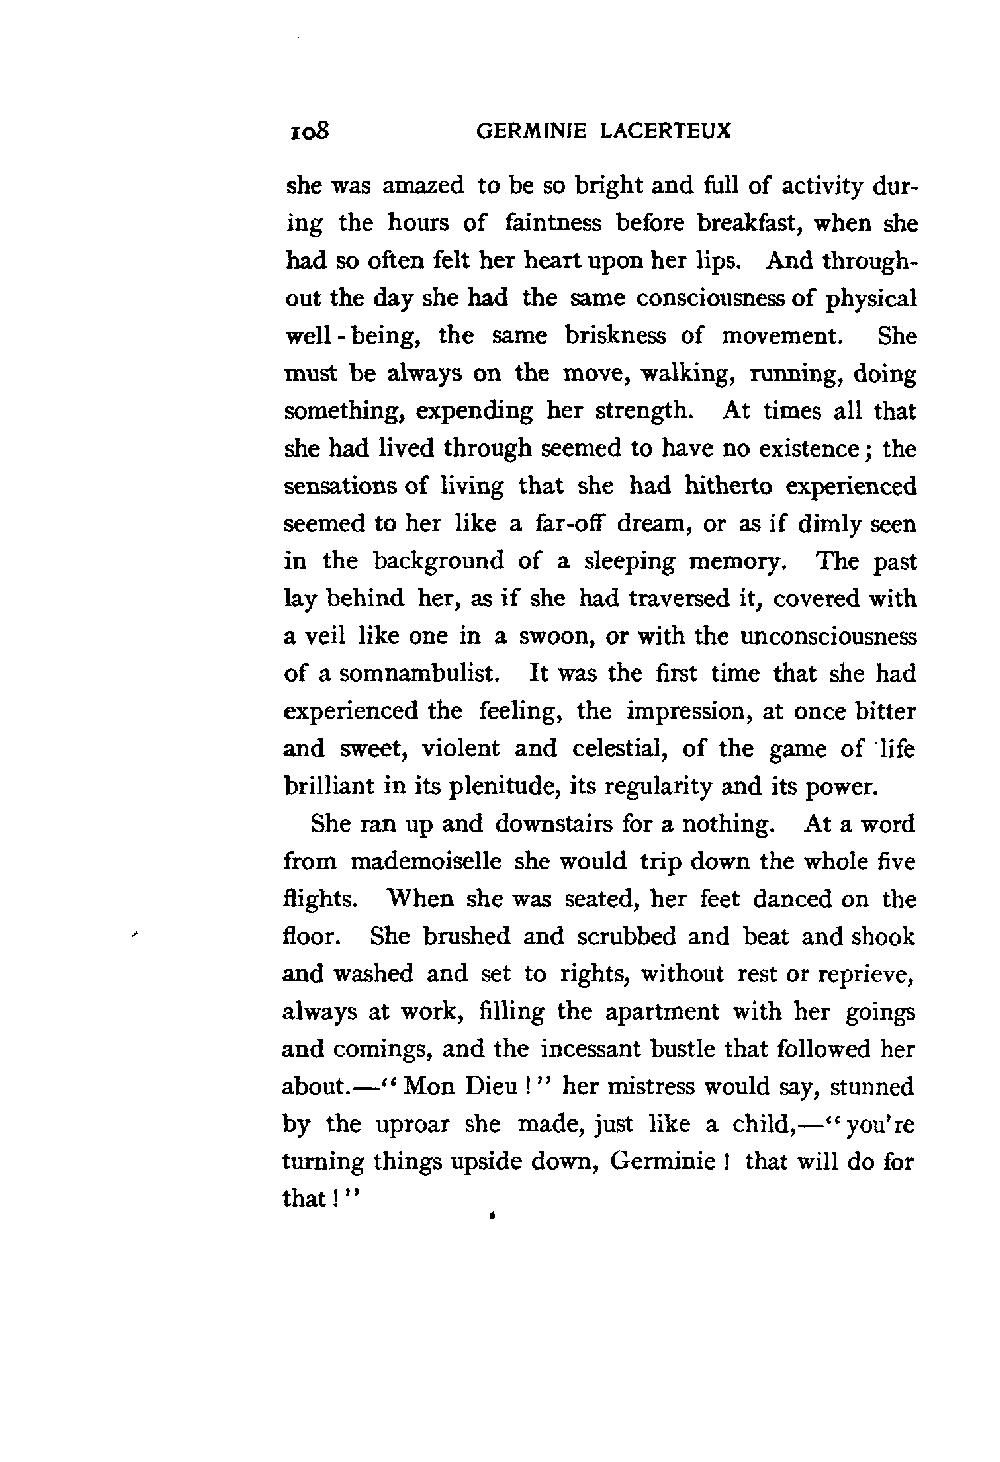 108 GERMINIE LACERTEUX
she was amazed to be so bright and full of activity dur-
ing the hours of faintness before breakfast, when she
had so often felt her heart upon her lips. And through-
out the day she had the same consciousness of physical
well-being, the same briskness of movement. She
must be always on the move, walking, running, doing
something, expending her strength. At times all that
she had lived through seemed to have no existence; the
sensations of living that she had hitherto experienced
seemed to her like a far-off dream, or as if dimly seen
in the background of a sleeping memory. The past
lay behind her, as if she had traversed it, covered with
a veil like one in a swoon, or with the unconsciousness
of a somnambulist. It was the first time that she had
experienced the feeling, the impression, at once bitter
and sweet, violent and celestial, of the game of life
brilliant in its plenitude, its regularity and its power.
She ran up and downstairs for a nothing. At a word
from mademoiselle she would trip down the whole five
flights. When she was seated, her feet danced on the
floor. She brushed and scrubbed and beat and shook
and washed and set to rights, without rest or reprieve,
always at work, filling the apartment with her goings
and comings, and the incessant bustle that followed her
about.—“Mon Dieu!” her mistress would say, stunned
by the uproar she made, just like a child,—“you're
turning things upside down, Germinie! that will do for
that!”